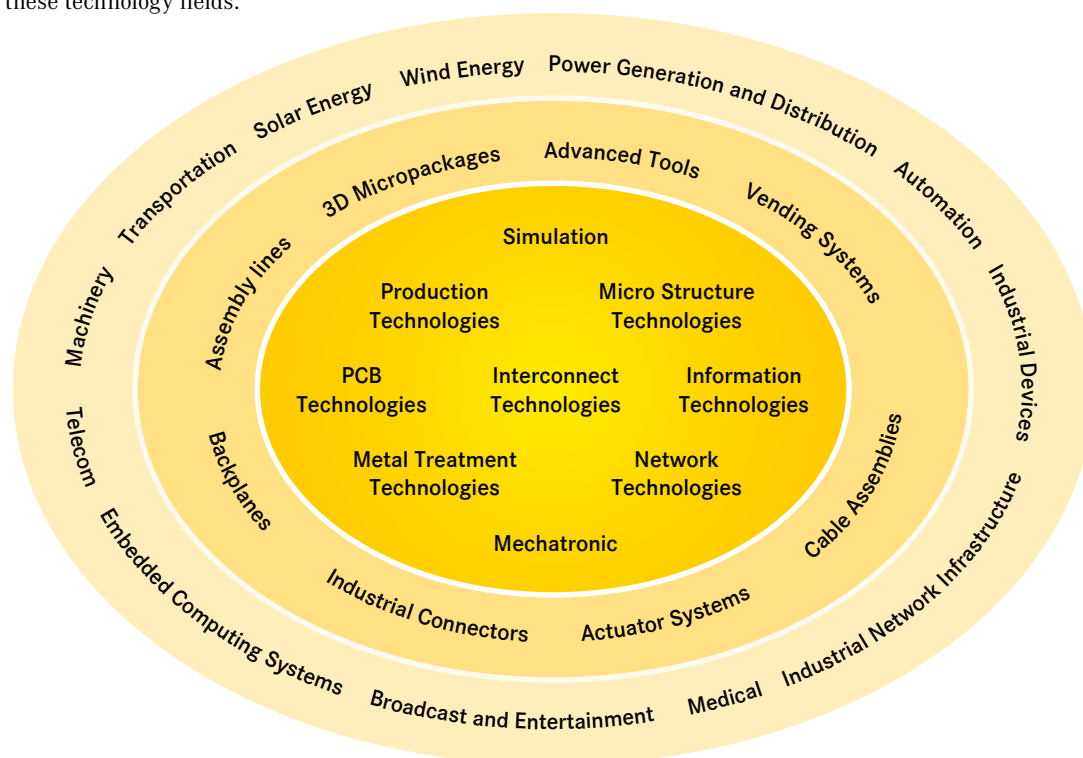 these technology fields.
Wind Energy
Power Generation and Distribution
Solar Energy
Transportation
Automation
Machinery
Industrial Devices
Telecom
Embedded Computing Systems
Broadcast and Entertainment
Medical
Industrial Network Infrastructure
3D Micropackages
Advanced Tools
Vending Systems
Assembly lines
Backplanes
Cable Assemblies
Industrial Connectors
Actuator Systems
Simulation
Production
Technologies
Micro Structure
Technologies
PCB
Technologies
Interconnect
Technologies
Information
Technologies
Metal Treatment
Technologies
Network
Technologies
Mechatronic